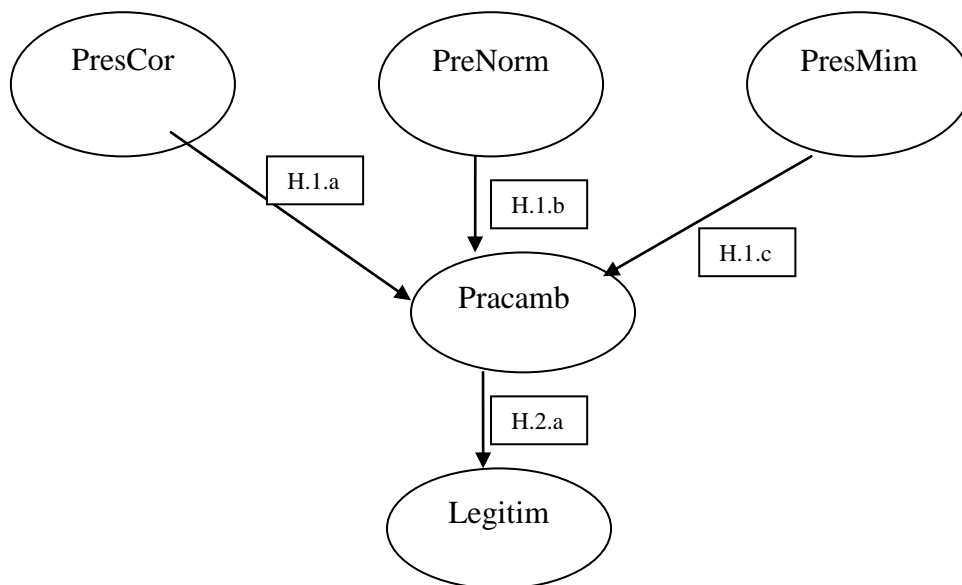 PresCor
PreNorm
PresMim
H.1.a
H.1.b
H.1.c
Pracamb
H.2.a
Legitim